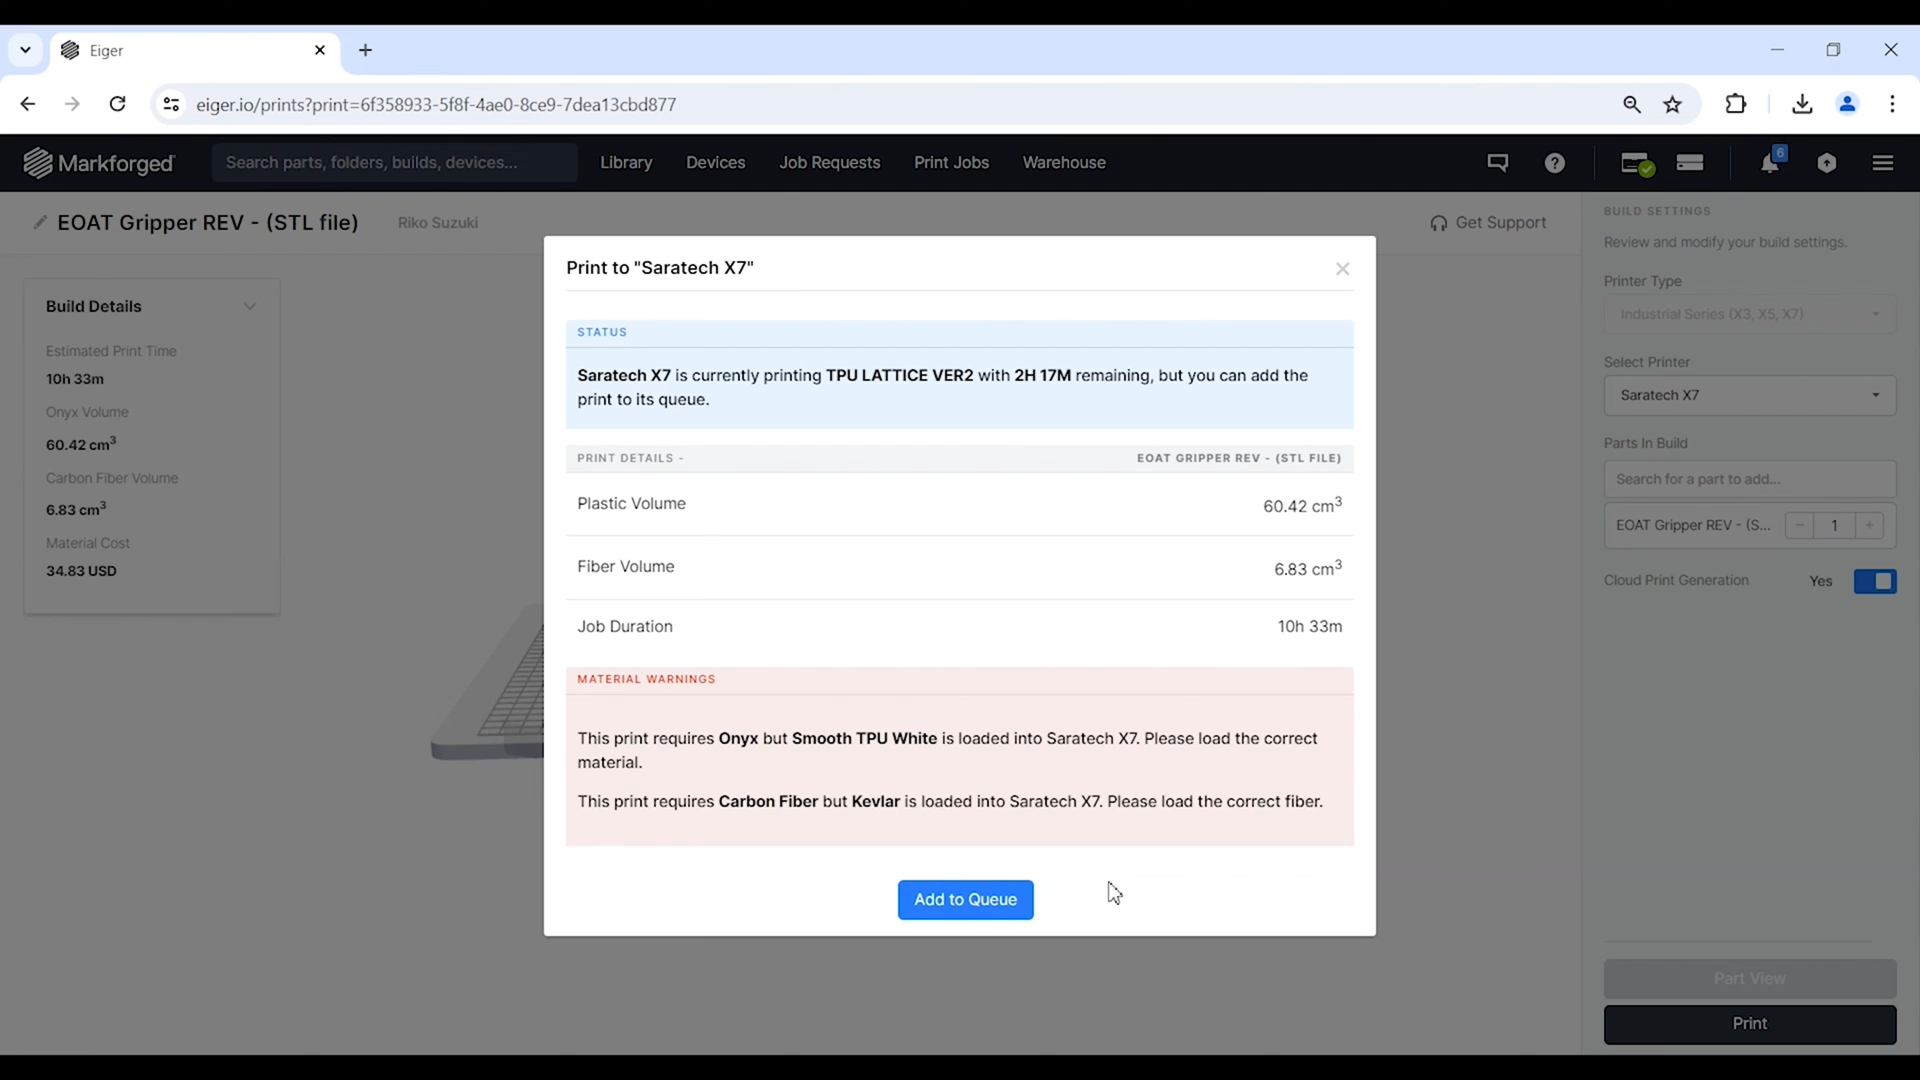 Eiger
eiger.io/prints?print=6f358933-5f8f-4ae0-8ce9-7dea13cbd877
Markforged
Search parts, folders, builds, devices...
Library
Devices
Job Requests
Print Jobs
Warehouse
6
EOAT Gripper REV - (STL file)
Riko Suzuki
Get Support
Build Details
Estimated Print Time
10h 33m
Onyx Volume
60.42 cm³
Carbon Fiber Volume
6.83 cm³
Material Cost
34.83 USD
Print to "Saratech X7"
STATUS
Saratech X7 is currently printing TPU LATTICE VER2 with 2H 17M remaining, but you can add the
print to its queue.
PRINT DETAILS -
EOAT GRIPPER REV - (STL FILE)
Plastic Volume
60.42 cm³
Fiber Volume
6.83 cm³
Job Duration
10h 33m
MATERIAL WARNINGS
This print requires Onyx but Smooth TPU White is loaded into Saratech X7. Please load the correct
material.
This print requires Carbon Fiber but Kevlar is loaded into Saratech X7. Please load the correct fiber.
Add to Queue
BUILD SETTINGS
Review and modify your build settings.
Printer Type
Industrial Series (X3, X5, X7)
Select Printer
Saratech X7
Parts In Build
Search for a part to add...
EOAT Gripper REV - (S...
1
Cloud Print Generation
Yes
Part View
Print